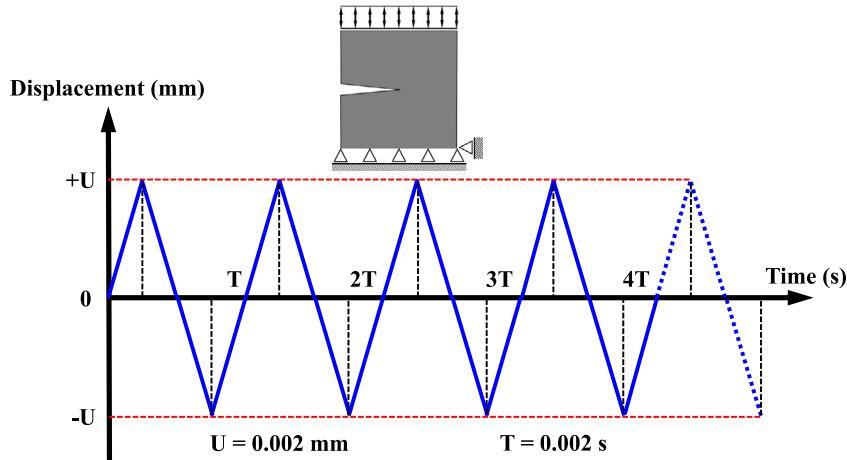 Displacement (mm)
+U
T 2T 3T 4T Time (s)
0
-U
U = 0.002 mm T = 0.002 s